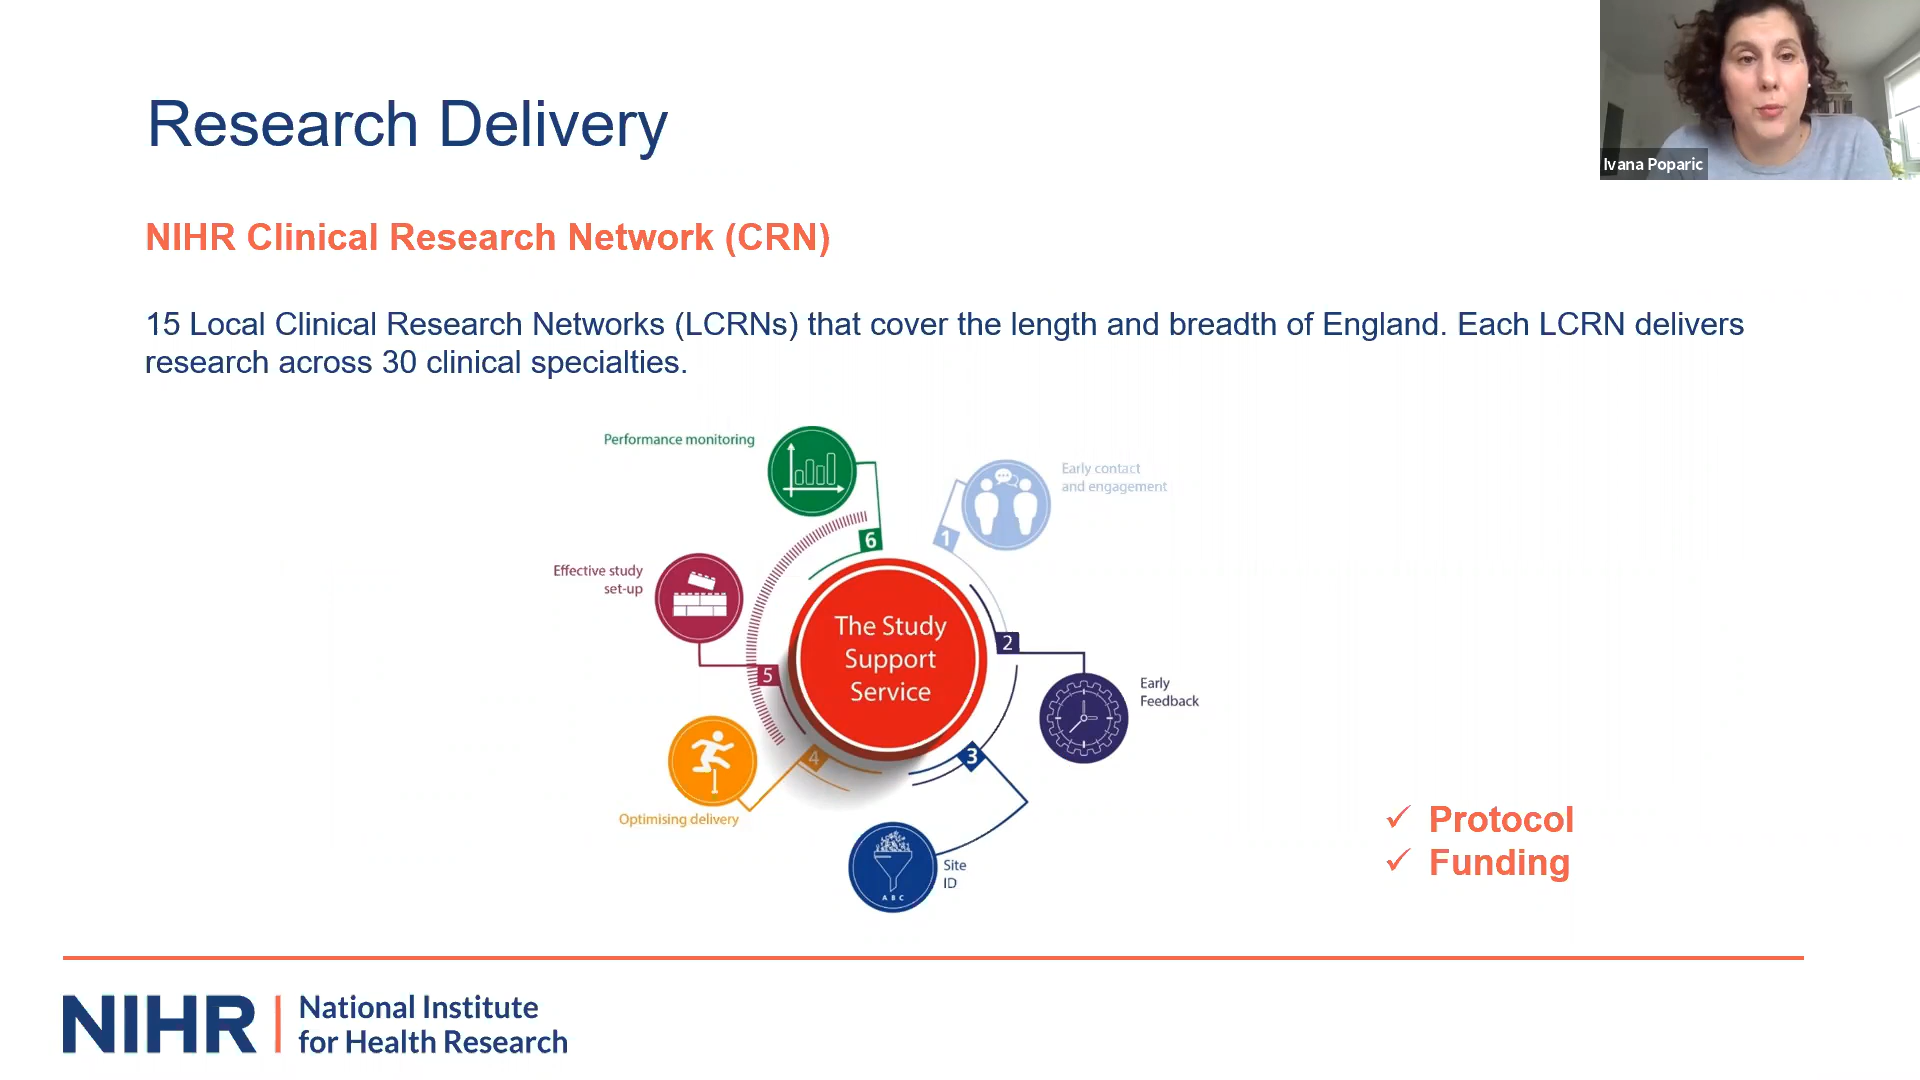 Research Delivery
Ivana Poparic
NIHR Clinical Research Network (CRN)
15 Local Clinical Research Networks (LCRNs) that cover the length and breadth of England. Each LCRN delivers
research across 30 clinical specialties.
Performance monitoring
6
Early contact
and engagement
1
Effective study
set-up
5
The Study
Support
Service
2
Early
Feedback
4
Optimising delivery
3
Site
ID
A B C
✓ Protocol
✓ Funding
NIHR | National Institute
for Health Research